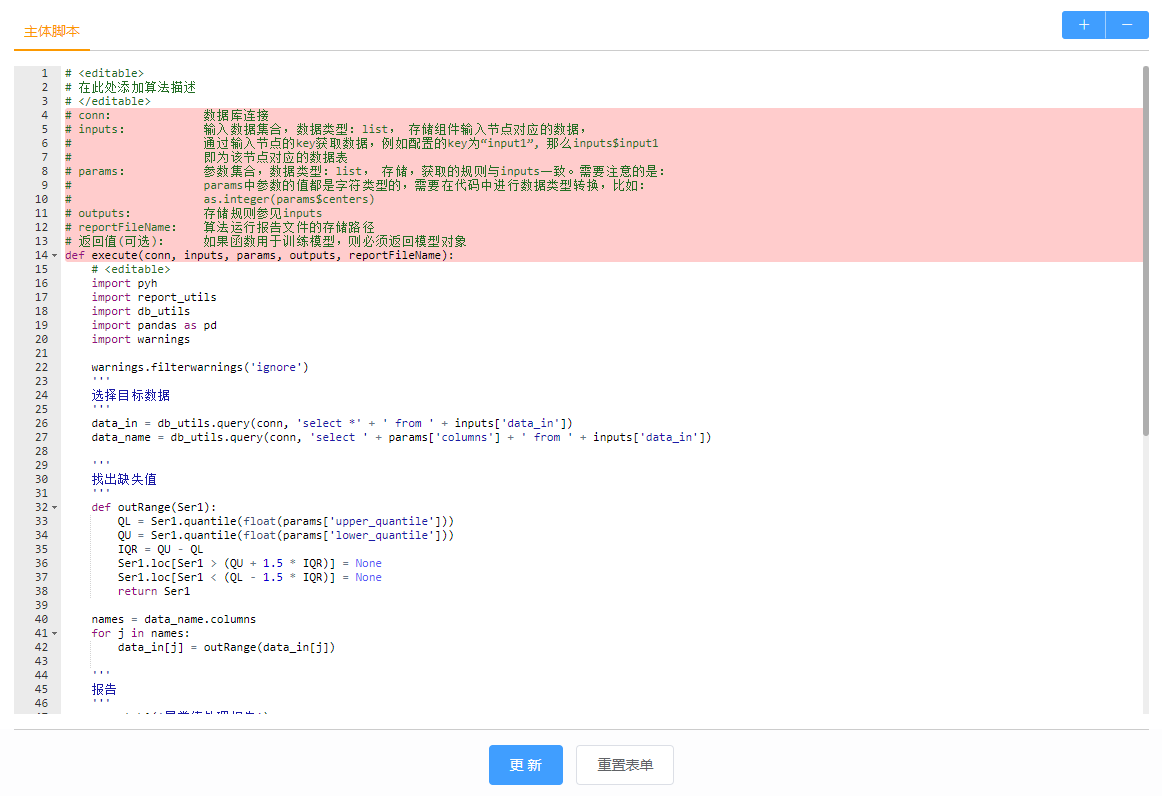 主体脚本
+ −
1 # <editable>
2 # 在此处添加算法描述
3 # </editable>
4 # conn: 数据库连接
5 # inputs: 输入数据集合，数据类型：list， 存储组件输入节点对应的数据，
6 # 通过输入节点的key获取数据，例如配置的key为“input1”，那么inputs$input1
7 # 即为该节点对应的数据表
8 # params: 参数集合，数据类型：list， 存储，获取的规则与inputs一致。需要注意的是：
9 # params中参数的值都是字符类型的，需要在代码中进行数据类型转换，比如：
10 # as.integer(params$centers)
11 # outputs: 存储规则参见inputs
12 # reportFileName: 算法运行报告文件的存储路径
13 # 返回值(可选)： 如果函数用于训练模型，则必须返回模型对象
14 def execute(conn, inputs, params, outputs, reportFileName):
15 # <editable>
16 import pyh
17 import report_utils
18 import db_utils
19 import pandas as pd
20 import warnings
21
22 warnings.filterwarnings('ignore')
23 '''
24 选择目标数据
25 '''
26 data_in = db_utils.query(conn, 'select *' + ' from ' + inputs['data_in'])
27 data_name = db_utils.query(conn, 'select ' + params['columns'] + ' from ' + inputs['data_in'])
28
29 '''
30 找出缺失值
31 '''
32 def outRange(Ser1):
33 QL = Ser1.quantile(float(params['upper_quantile']))
34 QU = Ser1.quantile(float(params['lower_quantile']))
35 IQR = QU - QL
36 Ser1.loc[Ser1 > (QU + 1.5 * IQR)] = None
37 Ser1.loc[Ser1 < (QL - 1.5 * IQR)] = None
38 return Ser1
39
40 names = data_name.columns
41 for j in names:
42 data_in[j] = outRange(data_in[j])
43
44 '''
45 报告
46 '''
更新 重置表单